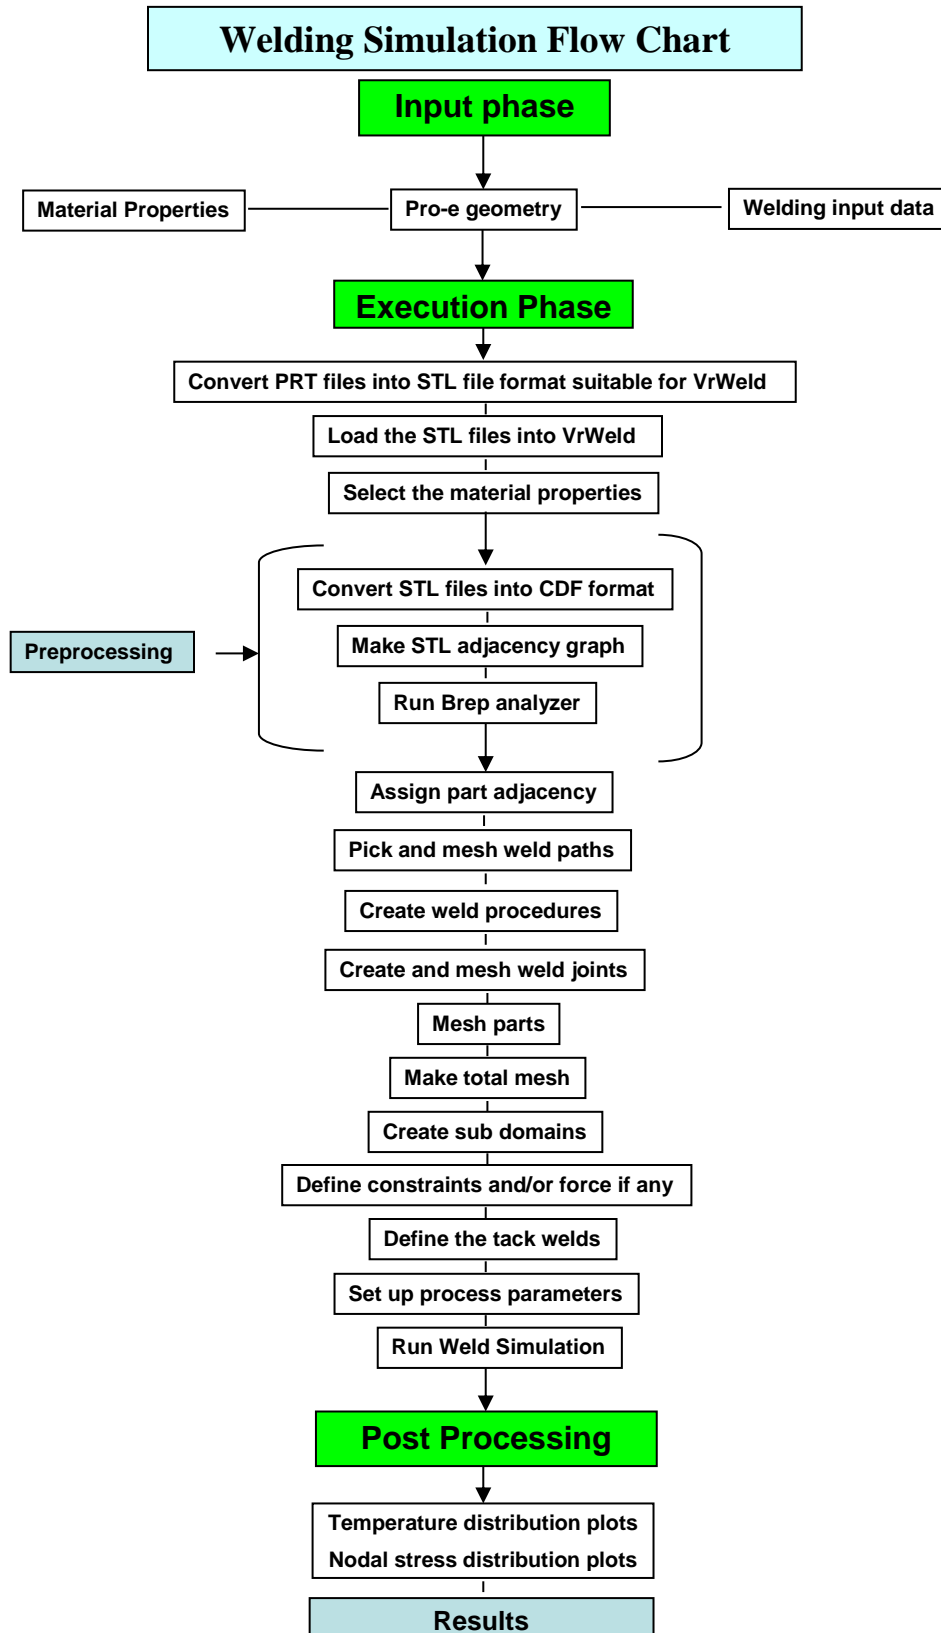 Welding Simulation Flow Chart
Input phase
Material Properties
Pro-e geometry
Welding input data
Execution Phase
Convert PRT files into STL file format suitable for VrWeld
Load the STL files into VrWeld
Select the material properties
Convert STL files into CDF format
Make STL adjacency graph
Preprocessing
Run Brep analyzer
Assign part adjacency
Pick and mesh weld paths
Create weld procedures
Create and mesh weld joints
Mesh parts
Make total mesh
Create sub domains
Define constraints and/or force if any
Define the tack welds
Set up process parameters
Run Weld Simulation
Post Processing
Temperature distribution plots
Nodal stress distribution plots
Results